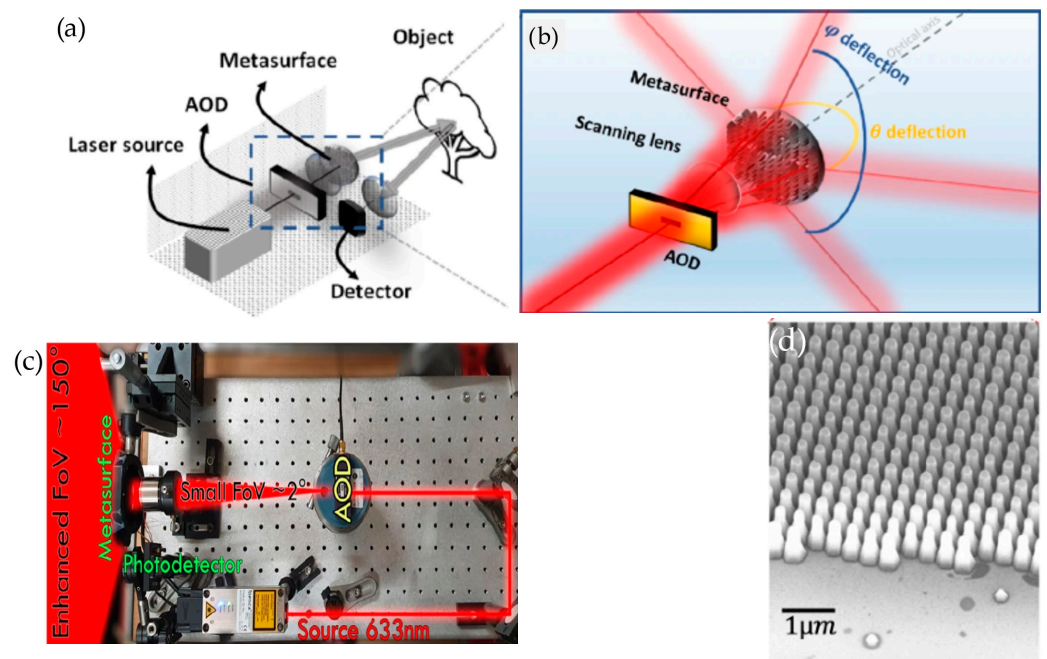 (a)
Object
Metasurface
AOD
Laser source
Detector
(b)
φ deflection
Optical axis
Metasurface
Scanning lens
θ deflection
AOD
(c)
Enhanced FoV ~150°
Metasurface
Small FoV ~2°
AOD
Photodetector
Source 633nm
(d)
1μm